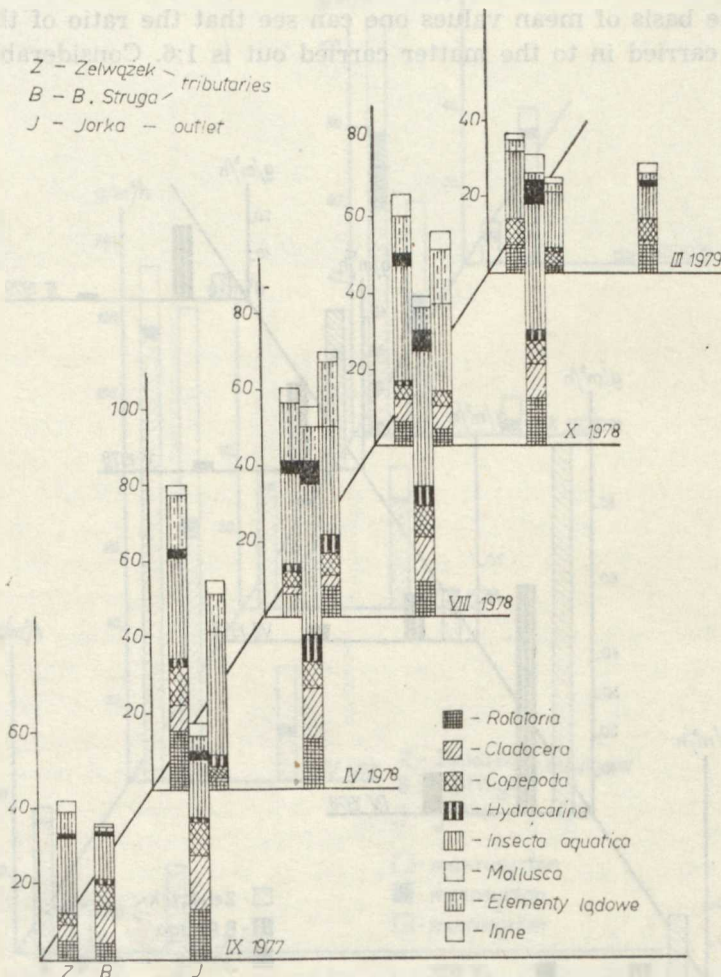 e basis of mean values one can see that the ratio of th
carried in to the matter carried out is 1:6. Considerabl
Z - Zelwążek
tributaries
B - B. Struga
J - Jorka - outlet
40
20
III 1979
80
60
40
20
X 1978
80
60
40
20
VIII 1978
100
80
60
40
20
IV 1978
60
40
20
IX 1977
Z B J
- Rotatoria
- Cladocera
- Copepoda
- Hydracarina
- Insecta aquatica
- Mollusca
- Elementy lądowe
- Inne